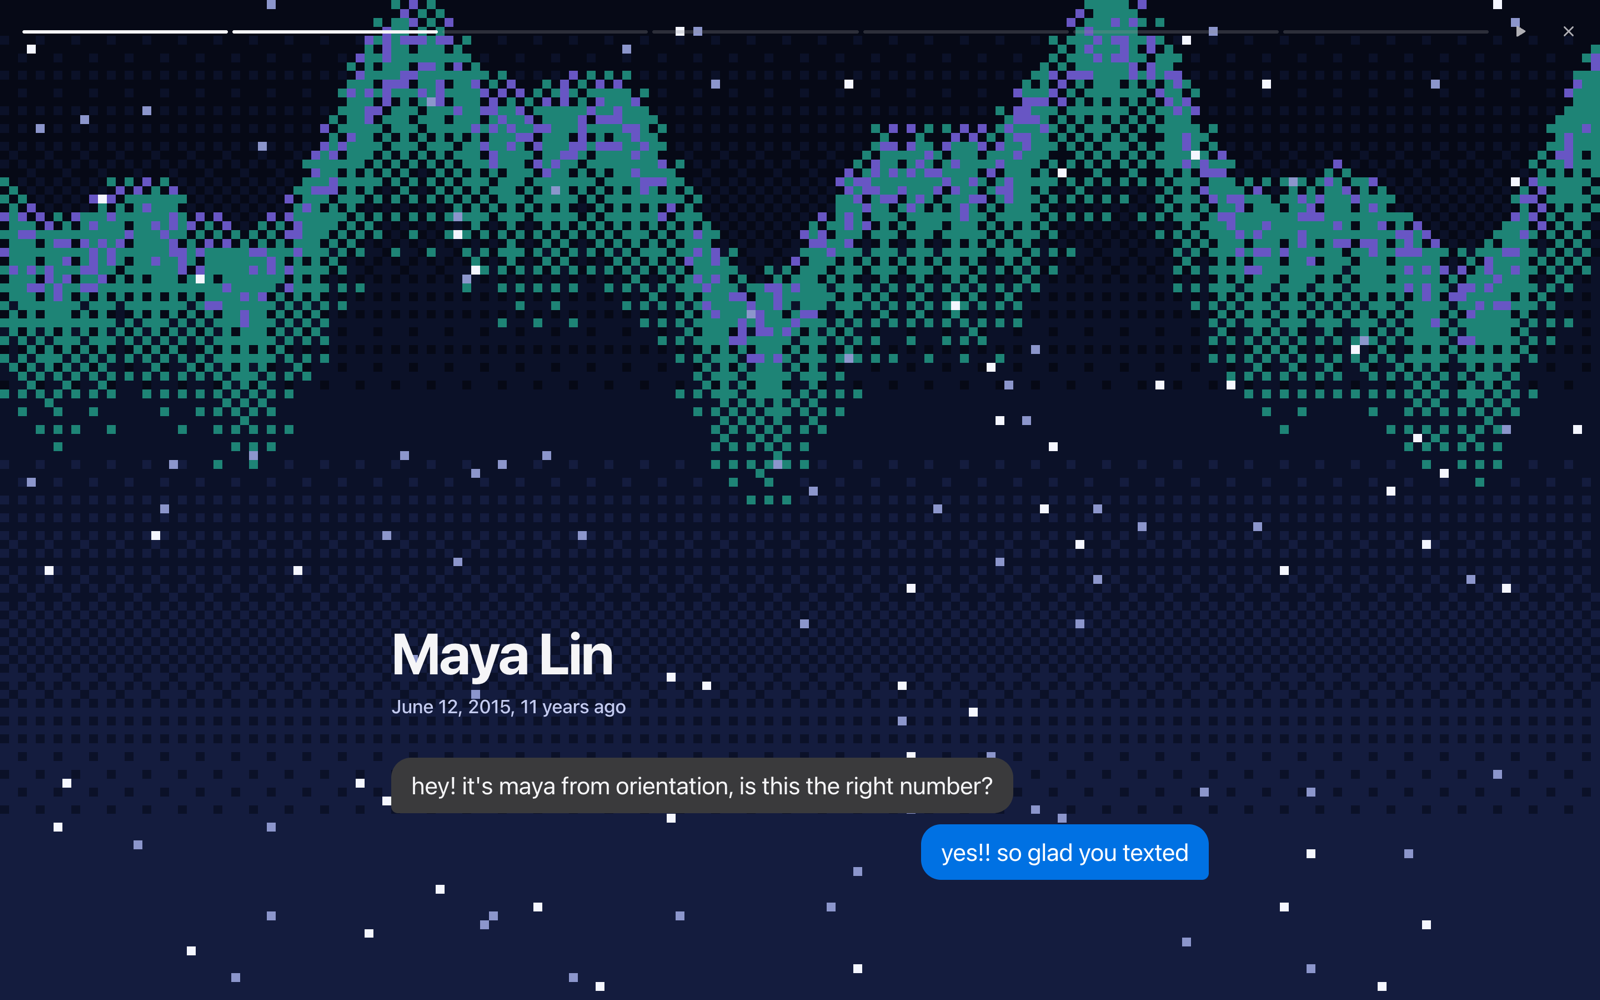 Maya Lin
June 12, 2015, 11 years ago
hey! it's maya from orientation, is this the right number?
yes!! so glad you texted